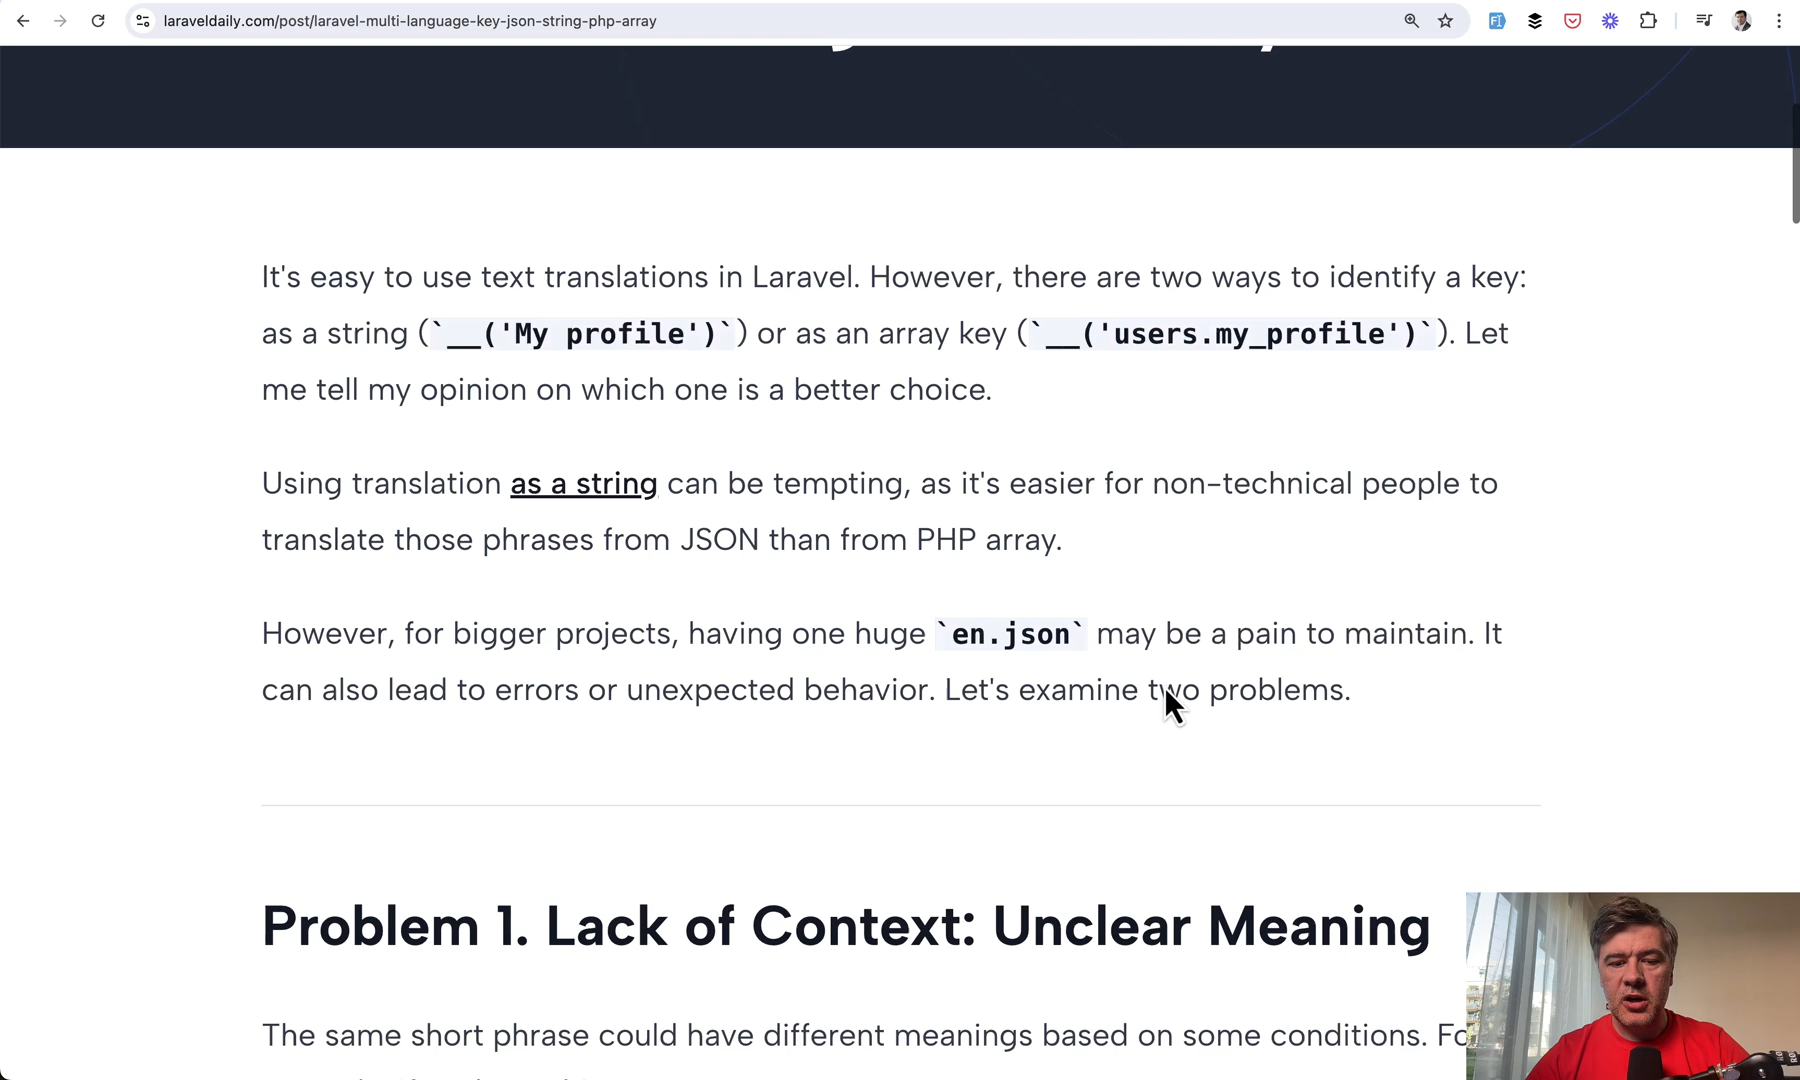 laraveldaily.com/post/laravel-multi-language-key-json-string-php-array
It's easy to use text translations in Laravel. However, there are two ways to identify a key:
as a string (`__('My profile')`) or as an array key (`__('users.my_profile')`). Let
me tell my opinion on which one is a better choice.
Using translation as a string can be tempting, as it's easier for non-technical people to
translate those phrases from JSON than from PHP array.
However, for bigger projects, having one huge `en.json` may be a pain to maintain. It
can also lead to errors or unexpected behavior. Let's examine two problems.
Problem 1. Lack of Context: Unclear Meaning
The same short phrase could have different meanings based on some conditions.